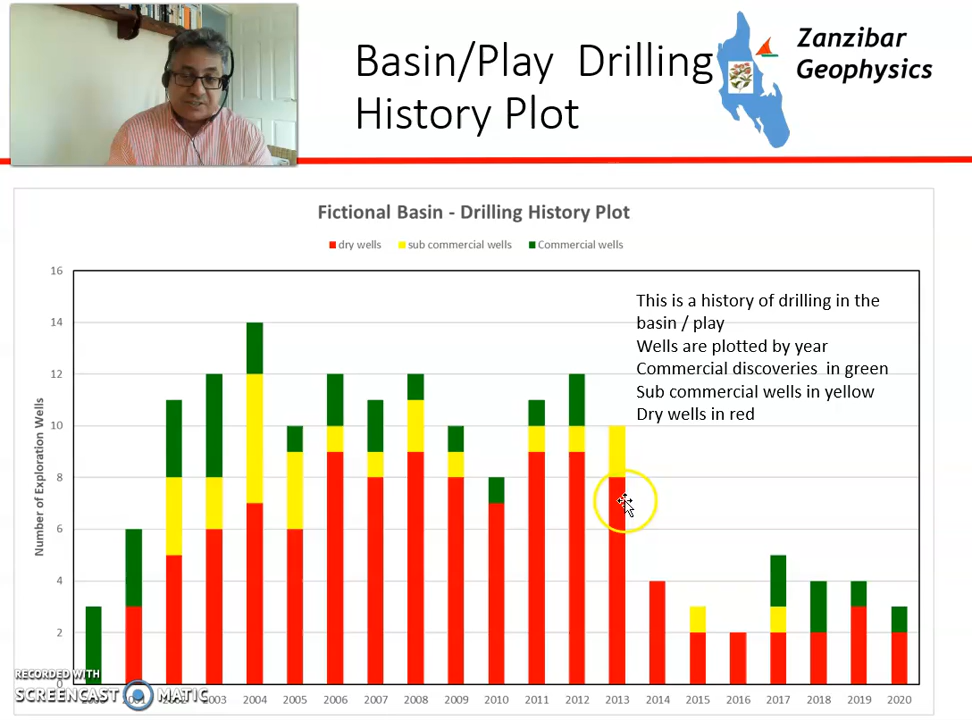 Basin/Play Drilling
History Plot
Zanzibar
Geophysics
Fictional Basin - Drilling History Plot
dry wells sub commercial wells Commercial wells
Number of Exploration Wells
16
14
12
10
8
6
4
2
0
This is a history of drilling in the
basin / play
Wells are plotted by year
Commercial discoveries in green
Sub commercial wells in yellow
Dry wells in red
2000 2001 2002 2003 2004 2005 2006 2007 2008 2009 2010 2011 2012 2013 2014 2015 2016 2017 2018 2019 2020
RECORDED WITH
SCREENCAST MATIC